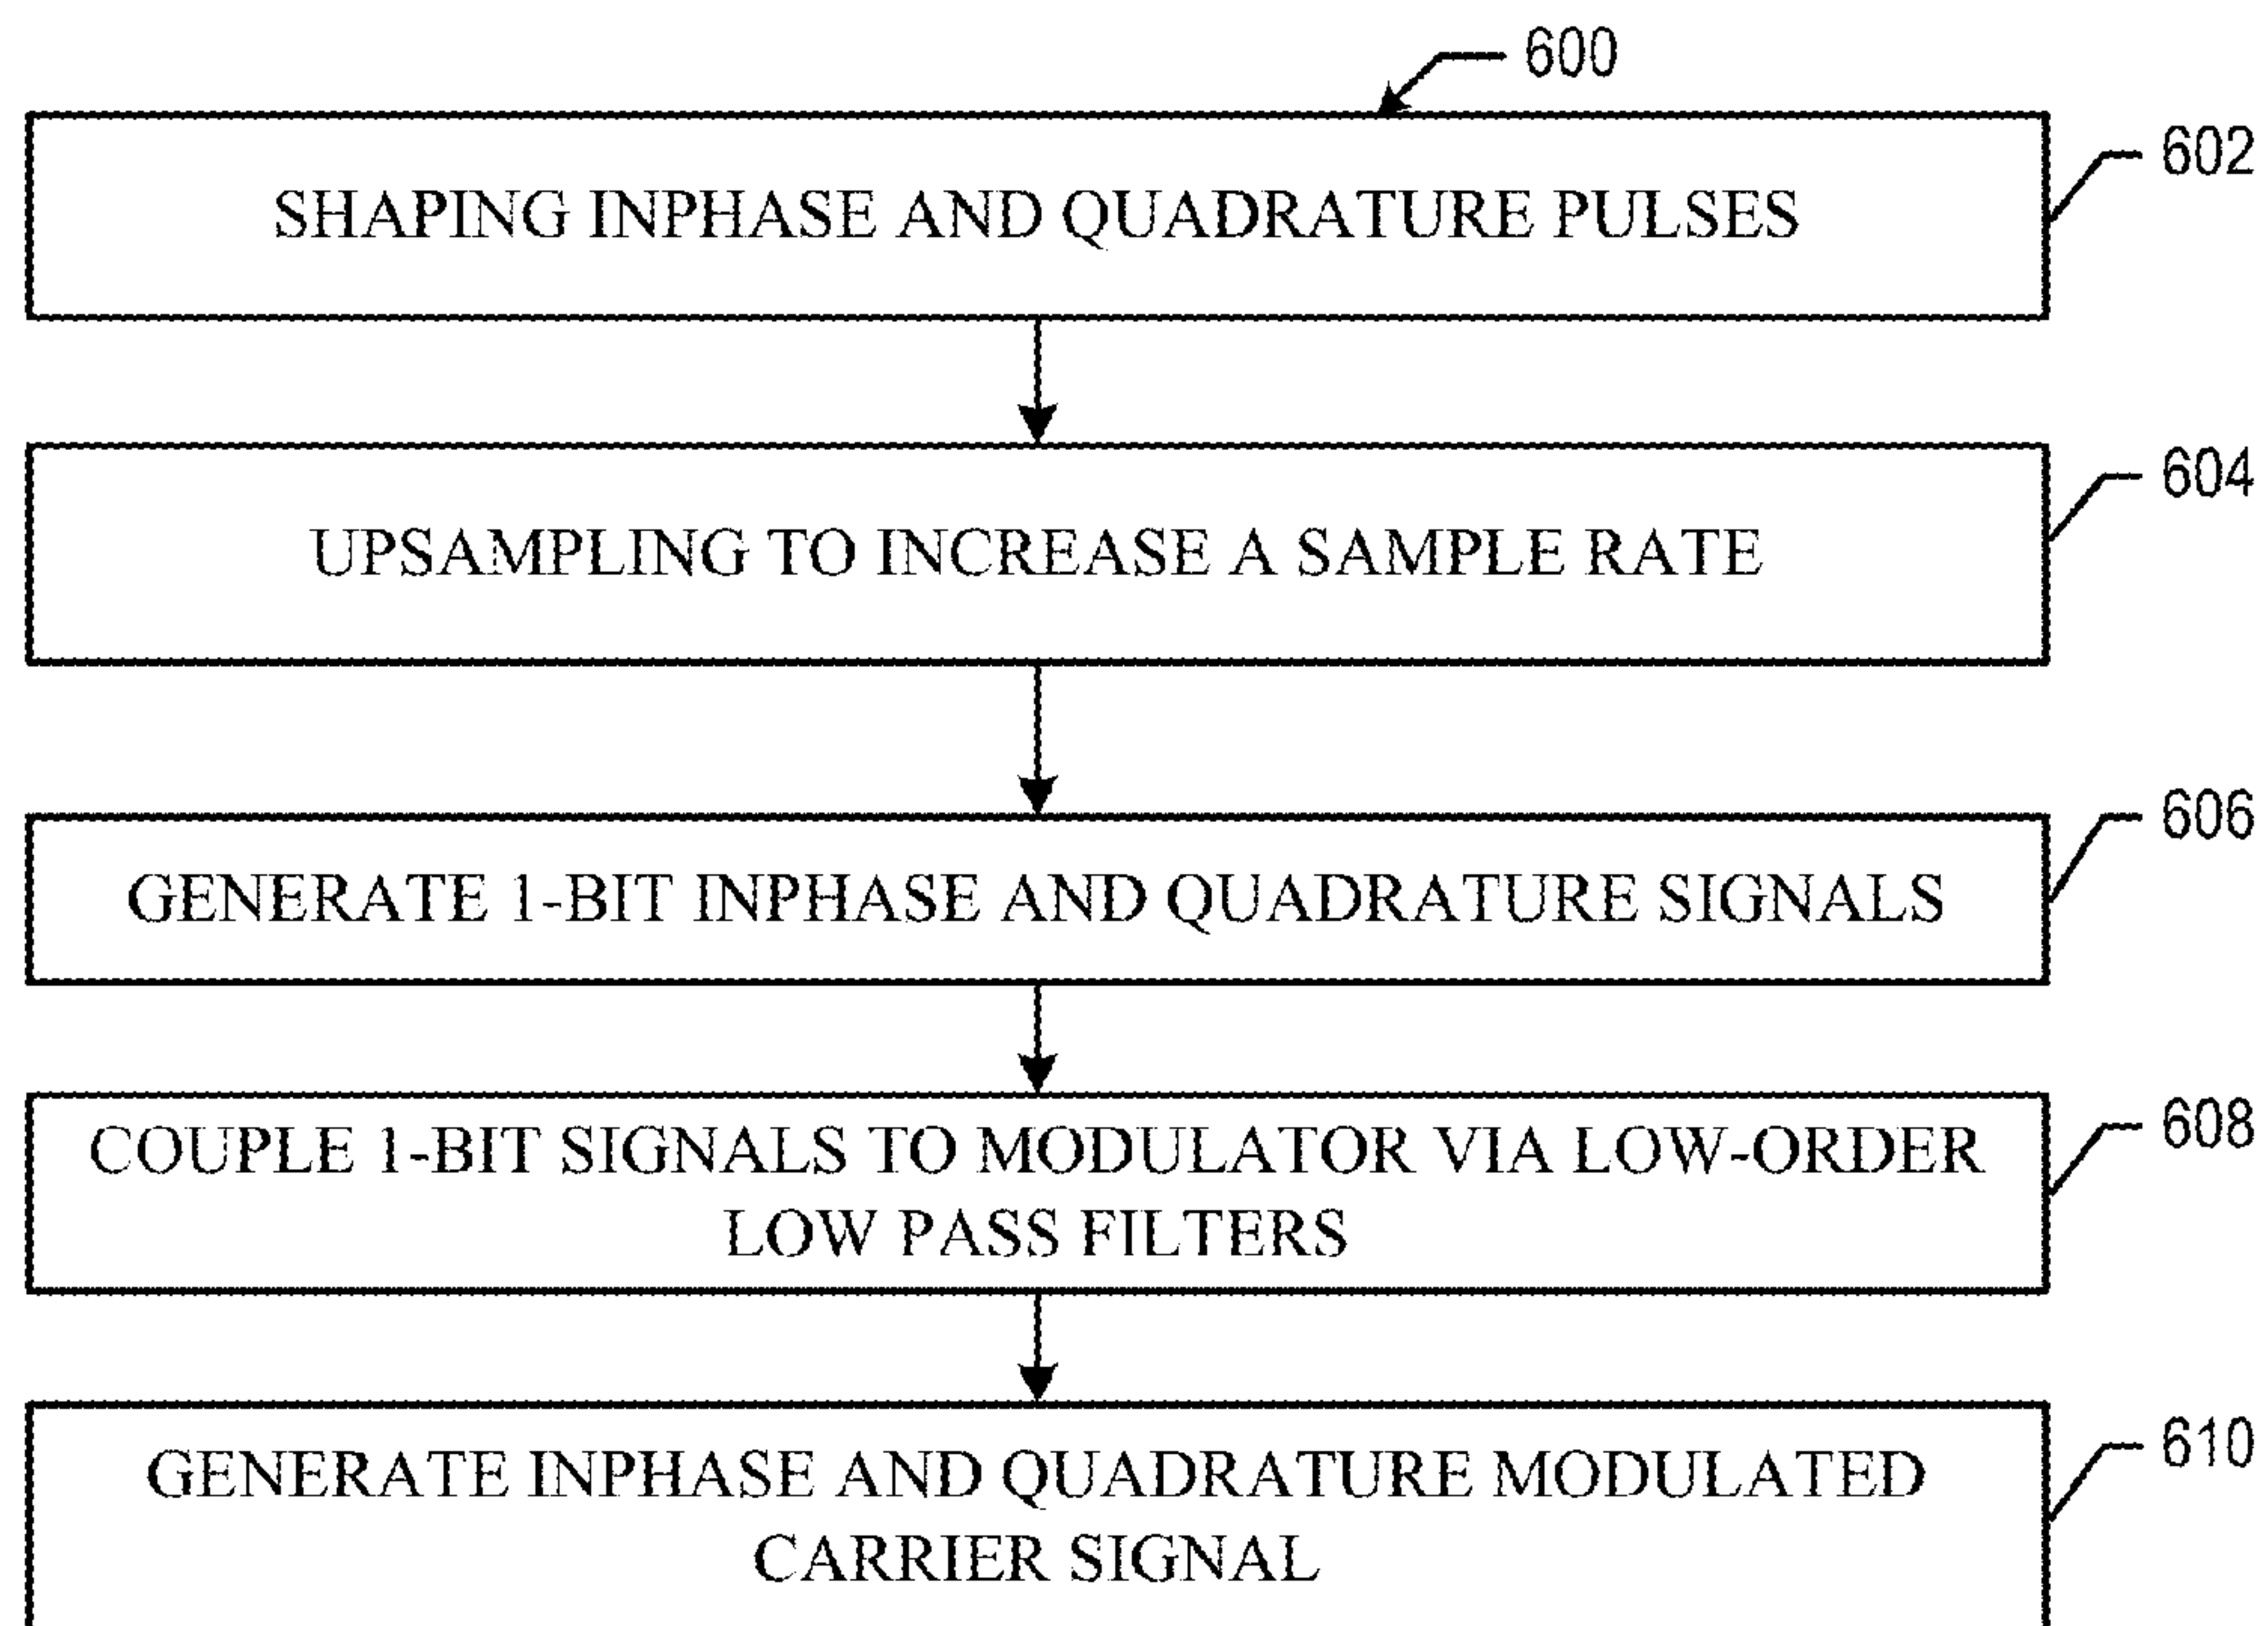 600
SHAPING INPHASE AND QUADRATURE PULSES
602
UPSAMPLING TO INCREASE A SAMPLE RATE
604
GENERATE 1-BIT INPHASE AND QUADRATURE SIGNALS
606
COUPLE 1-BIT SIGNALS TO MODULATOR VIA LOW-ORDER
LOW PASS FILTERS
608
GENERATE INPHASE AND QUADRATURE MODULATED
CARRIER SIGNAL
610